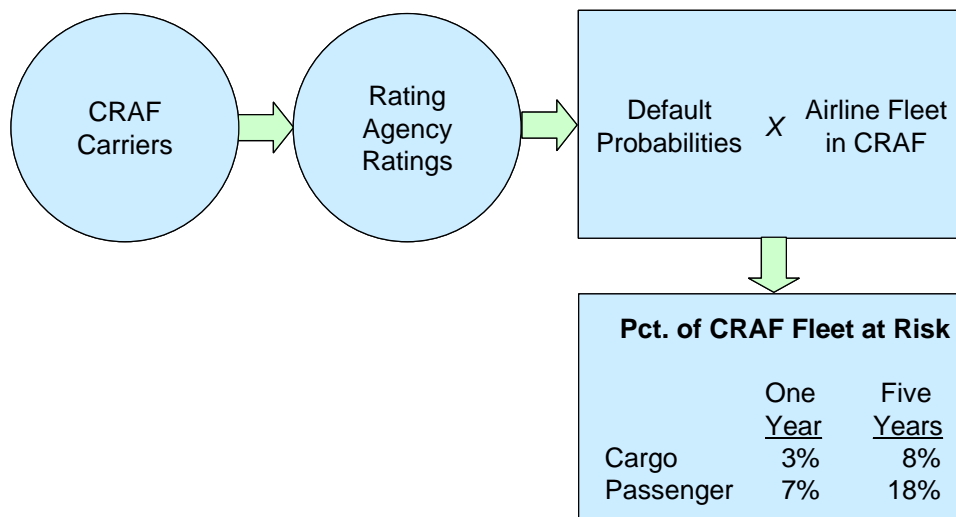 CRAF
Carriers
Rating
Agency
Ratings
Default
Probabilities
X
Airline Fleet
in CRAF
Pct. of CRAF Fleet at Risk
One Five
Year Years
Cargo 3% 8%
Passenger 7% 18%